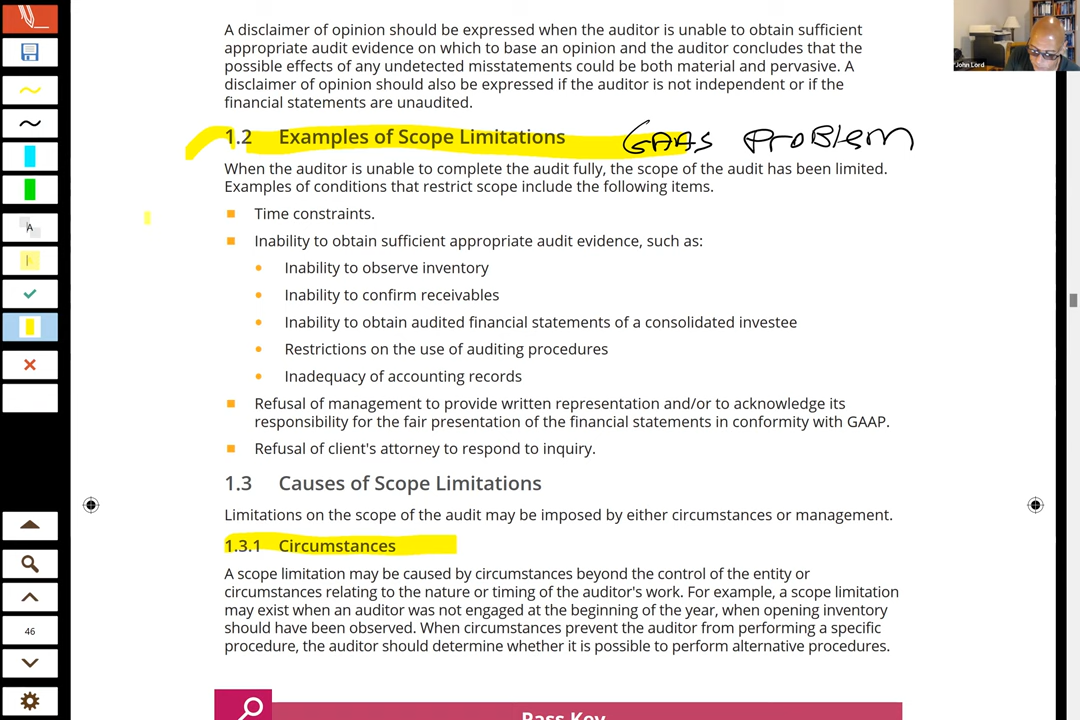 A disclaimer of opinion should be expressed when the auditor is unable to obtain sufficient
appropriate audit evidence on which to base an opinion and the auditor concludes that the
possible effects of any undetected misstatements could be both material and pervasive. A
disclaimer of opinion should also be expressed if the auditor is not independent or if the
financial statements are unaudited.
John Lord
1.2 Examples of Scope Limitations GAAS PROBlEM
When the auditor is unable to complete the audit fully, the scope of the audit has been limited.
Examples of conditions that restrict scope include the following items.
Time constraints.
Inability to obtain sufficient appropriate audit evidence, such as:
Inability to observe inventory
Inability to confirm receivables
Inability to obtain audited financial statements of a consolidated investee
Restrictions on the use of auditing procedures
Inadequacy of accounting records
Refusal of management to provide written representation and/or to acknowledge its
responsibility for the fair presentation of the financial statements in conformity with GAAP.
Refusal of client's attorney to respond to inquiry.
1.3 Causes of Scope Limitations
Limitations on the scope of the audit may be imposed by either circumstances or management.
1.3.1 Circumstances
A scope limitation may be caused by circumstances beyond the control of the entity or
circumstances relating to the nature or timing of the auditor's work. For example, a scope limitation
may exist when an auditor was not engaged at the beginning of the year, when opening inventory
should have been observed. When circumstances prevent the auditor from performing a specific
procedure, the auditor should determine whether it is possible to perform alternative procedures.
46
Pass Key